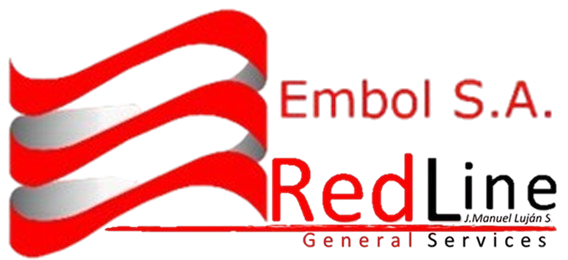 Embol S.A.
RedLine
J.Manuel Luján S
General Services